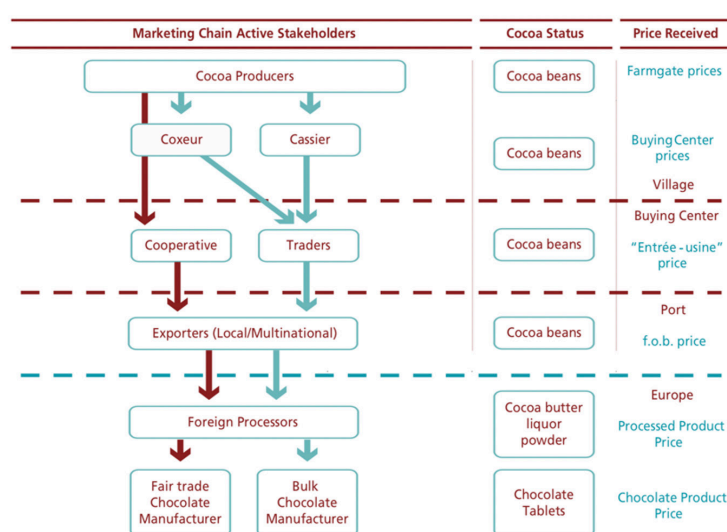 Marketing Chain Active Stakeholders
Cocoa Status
Price Received
Cocoa Producers
Cocoa beans
Farmgate prices
Coxeur
Cassier
Cocoa beans
Buying Center
prices
Village
Buying Center
Cooperative
Traders
Cocoa beans
"Entrée-usine"
price
Port
Exporters (Local/Multinational)
Cocoa beans
f.o.b. price
Europe
Foreign Processors
Cocoa butter
liquor
powder
Processed Product
Price
Fair trade
Chocolate
Manufacturer
Bulk
Chocolate
Manufacturer
Chocolate
Tablets
Chocolate Product
Price